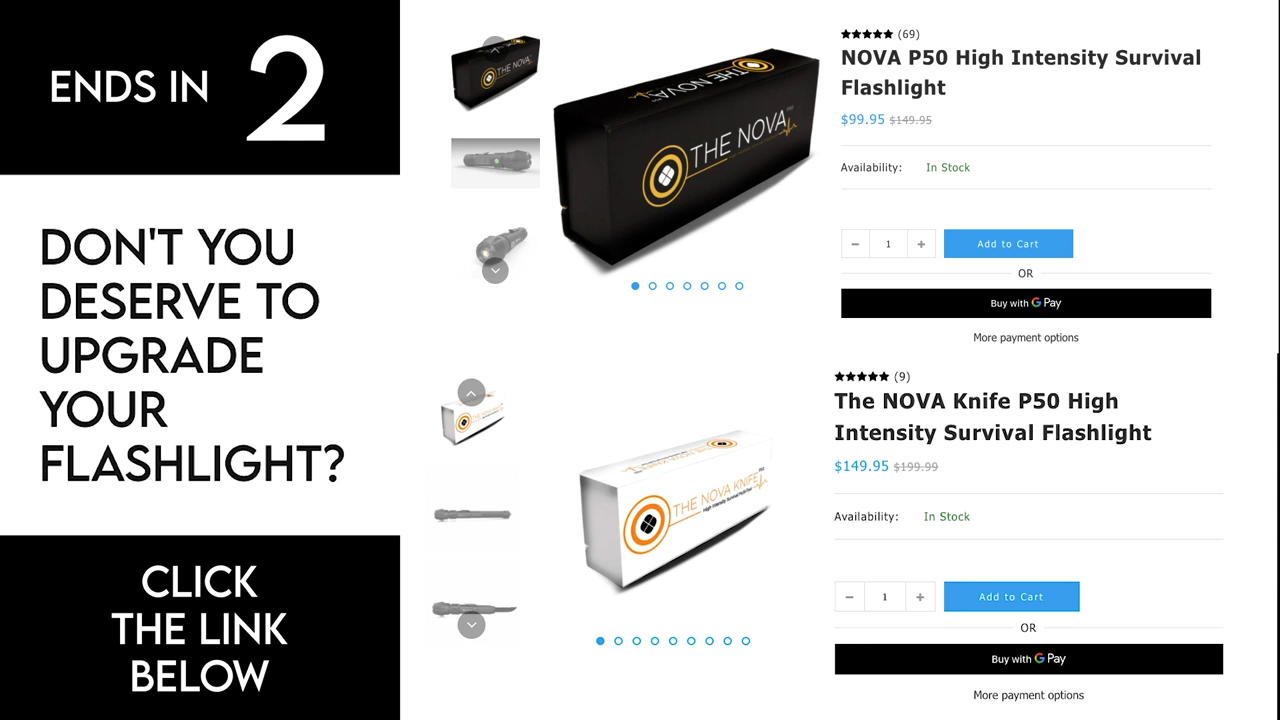 ENDS IN 2
DON'T YOU
DESERVE TO
UPGRADE
YOUR
FLASHLIGHT?
CLICK
THE LINK
BELOW
THE NOVA
THE NOVA
THE NOVA
(69)
NOVA P50 High Intensity Survival
Flashlight
$99.95 $149.95
Availability: In Stock
− 1 + Add to Cart
OR
Buy with G Pay
More payment options
THE NOVA KNIFE
High Intensity Survival Multi-Tool
(9)
The NOVA Knife P50 High
Intensity Survival Flashlight
$149.95 $199.99
Availability: In Stock
− 1 + Add to Cart
OR
Buy with G Pay
More payment options